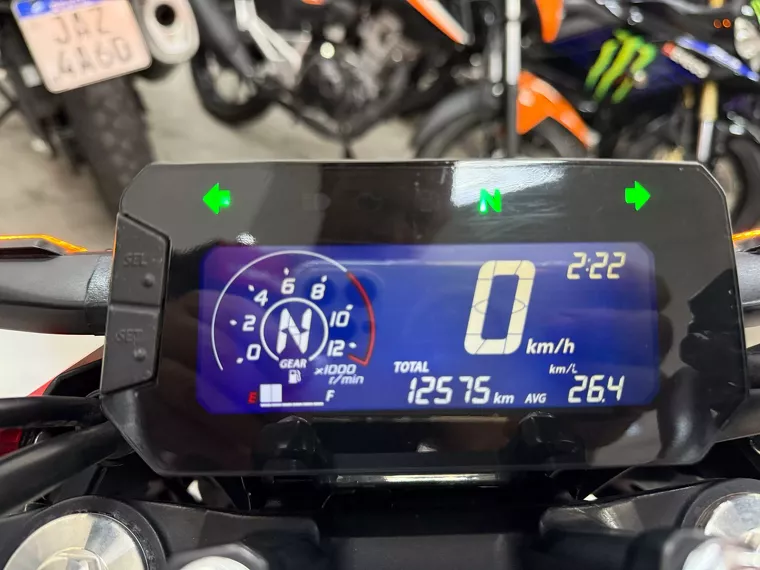 JAZ
4A60
SEL
SET
N
2:22
0 km/h
0 2 4 6 8 10 12
N
GEAR
x1000
r/min
E F
TOTAL
12575 km
km/L
AVG 26.4